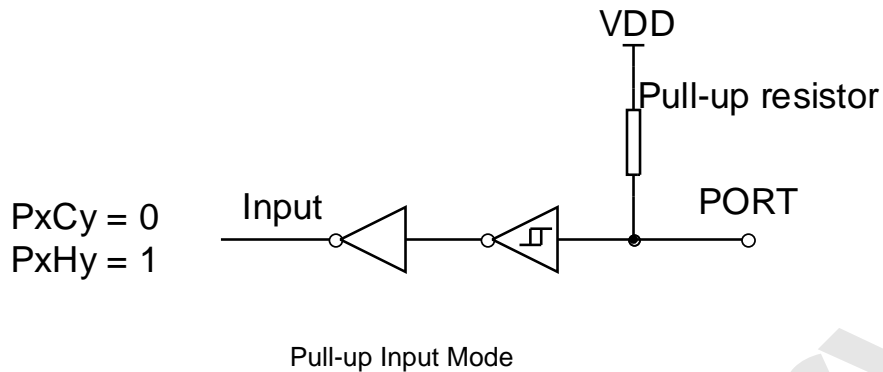 VDD
Pull-up resistor
PORT
Input
PxCy = 0
PxHy = 1
Pull-up Input Mode